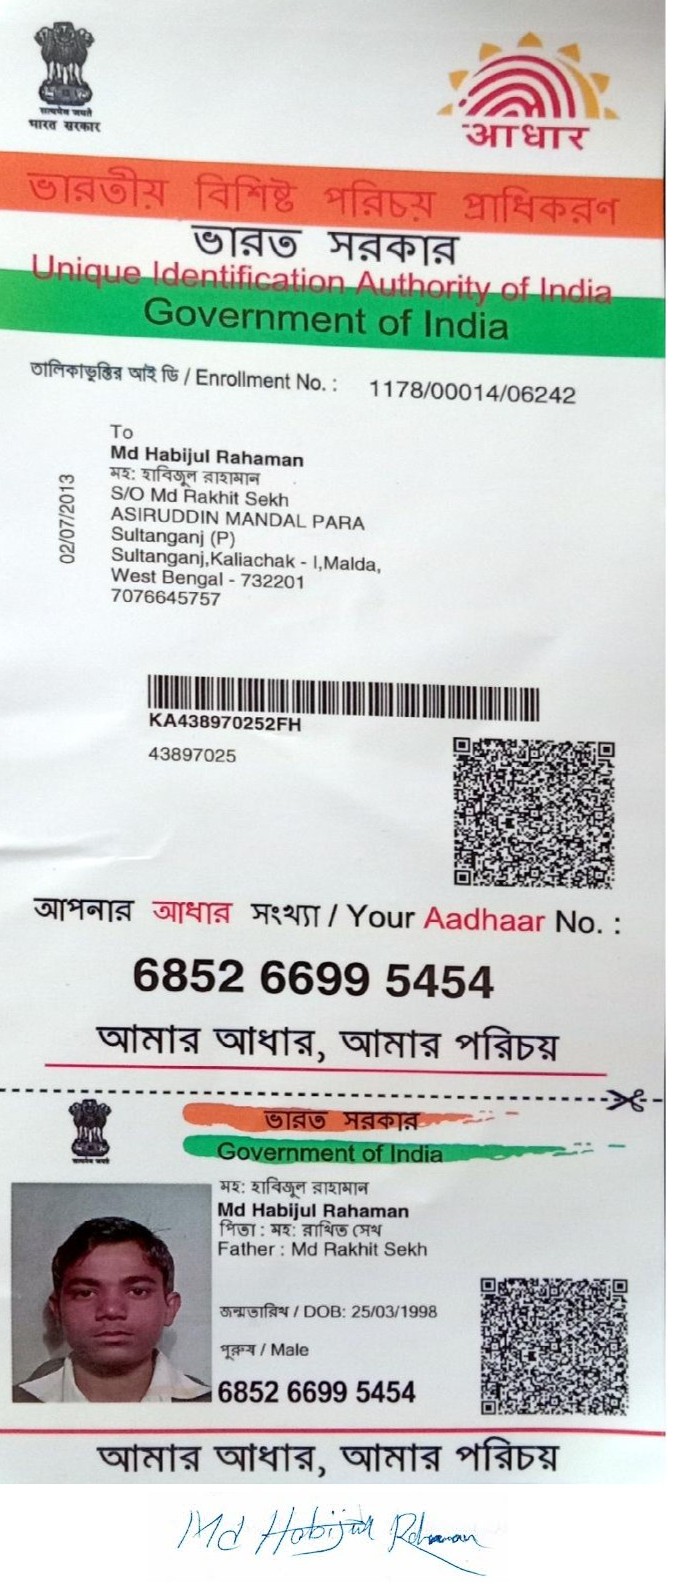 सत्यमेव जयते
भारत सरकार
आधार
ভারতীয় বিশিষ্ট পরিচয় প্রাধিকরণ
ভারত সরকার
Unique Identification Authority of India
Government of India
তালিকাভুক্তির আই ডি / Enrollment No. : 1178/00014/06242
02/07/2013
To
Md Habijul Rahaman
মহ: হাবিজুল রাহামান
S/O Md Rakhit Sekh
ASIRUDDIN MANDAL PARA
Sultanganj (P)
Sultanganj,Kaliachak - I,Malda,
West Bengal - 732201
7076645757
KA438970252FH
43897025
আপনার আধার সংখ্যা / Your Aadhaar No. :
6852 6699 5454
আমার আধার, আমার পরিচয়
ভারত সরকার
Government of India
মহ: হাবিজুল রাহামান
Md Habijul Rahaman
পিতা : মহ: রাখিত সেখ
Father : Md Rakhit Sekh
জন্মতারিখ / DOB: 25/03/1998
পুরুষ / Male
6852 6699 5454
আমার আধার, আমার পরিচয়
Md Habijul Rahaman